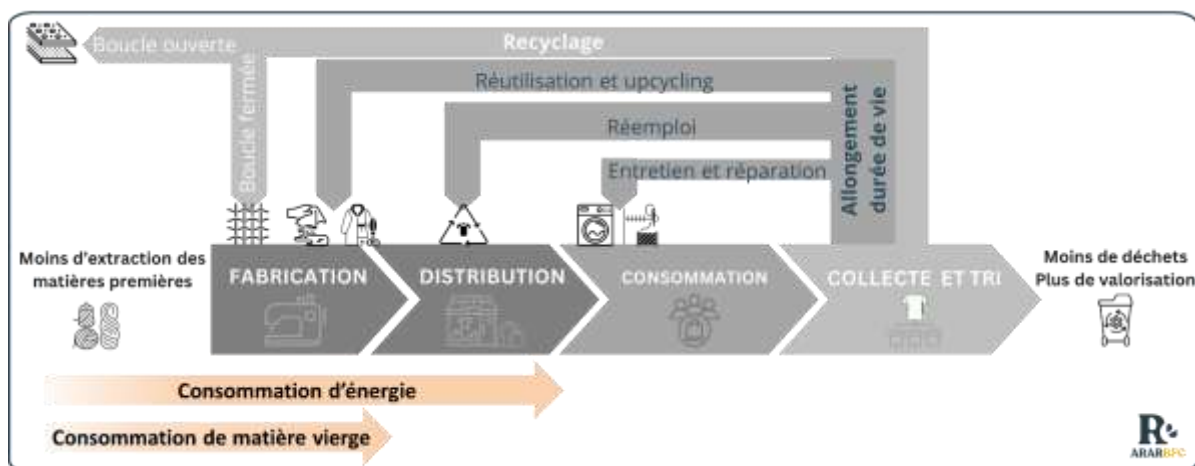 Boucle ouverte
Recyclage
Boucle fermée
Réutilisation et upcycling
Réemploi
Entretien et réparation
Allongement
durée de vie
Moins d'extraction des
matières premières
FABRICATION
DISTRIBUTION
CONSOMMATION
COLLECTE ET TRI
Moins de déchets
Plus de valorisation
Consommation d'énergie
Consommation de matière vierge
R
ARARBFC